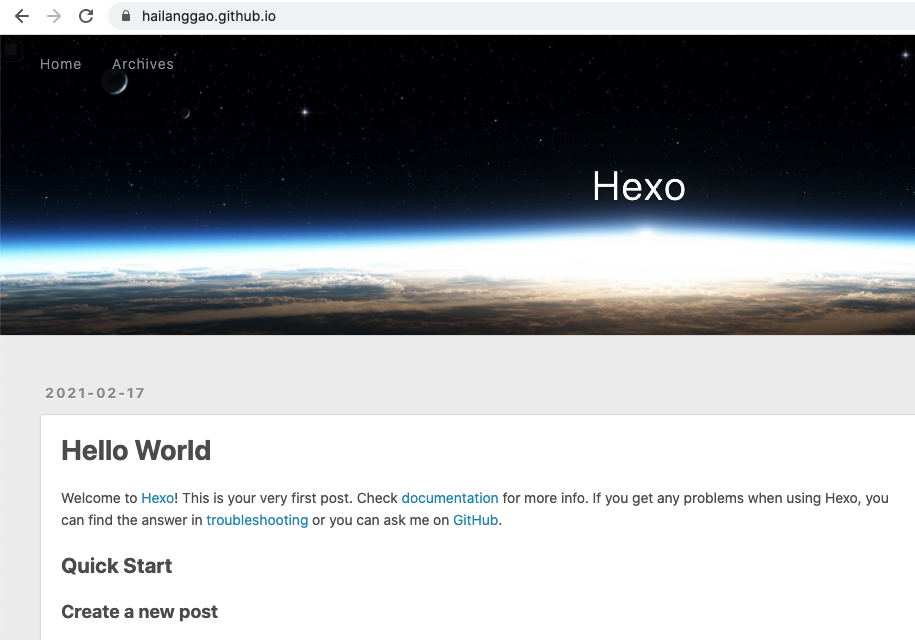 hailanggao.github.io
Home Archives
Hexo
2021-02-17
Hello World
Welcome to Hexo! This is your very first post. Check documentation for more info. If you get any problems when using Hexo, you
can find the answer in troubleshooting or you can ask me on GitHub.
Quick Start
Create a new post